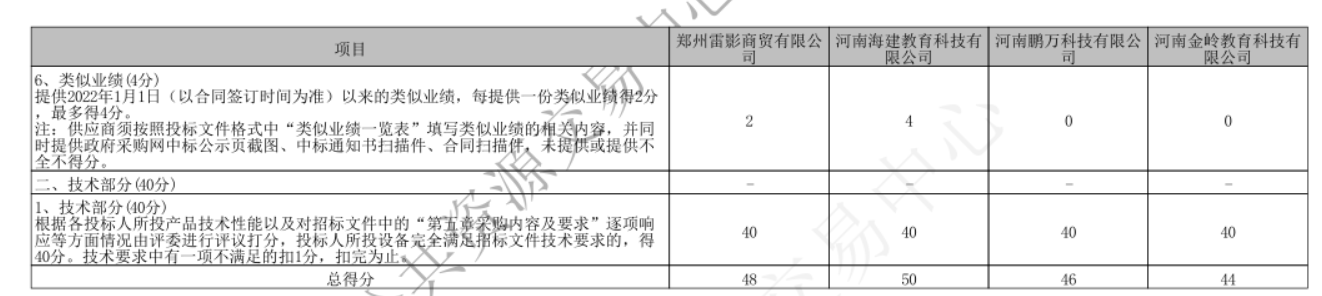 项目
郑州雷影商贸有限公
司
河南海建教育科技有
限公司
河南鹏万科技有限公
司
河南金岭教育科技有
限公司
6、类似业绩(4分)
提供2022年1月1日（以合同签订时间为准）以来的类似业绩，每提供一份类似业绩得2分
，最多得4分。
注：供应商须按照投标文件格式中“类似业绩一览表”填写类似业绩的相关内容，并同
时提供政府采购网中标公示页截图、中标通知书扫描件、合同扫描件，未提供或提供不
全不得分。
2
4
0
0
二、技术部分(40分)
-
-
-
-
1、技术部分(40分)
根据各投标人所投产品技术性能以及对招标文件中的“第五章采购内容及要求”逐项响
应等方面情况由评委进行评议打分，投标人所投设备完全满足招标文件技术要求的，得
40分。技术要求中有一项不满足的扣1分，扣完为止。
40
40
40
40
总得分
48
50
46
44
共资源交易中心
交易中心